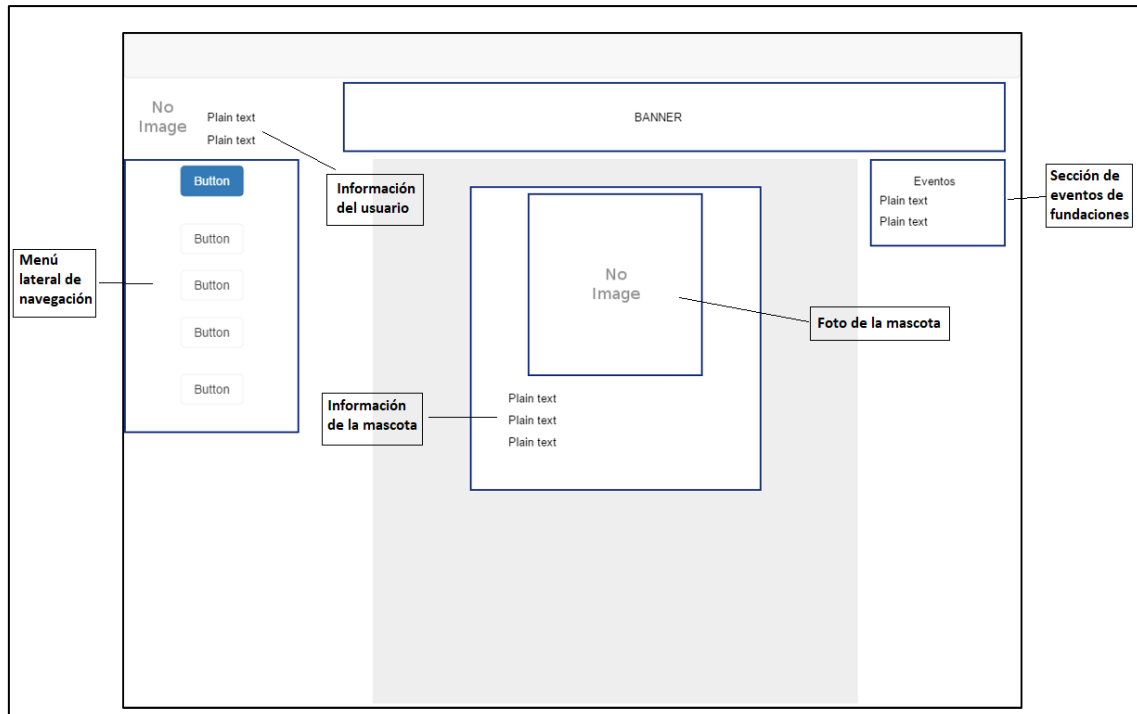 No
Image
Plain text
Plain text
BANNER
Información
del usuario
Button
Button
Button
Button
Button
Menú
lateral de
navegación
Eventos
Plain text
Plain text
Sección de
eventos de
fundaciones
No
Image
Foto de la mascota
Información
de la mascota
Plain text
Plain text
Plain text